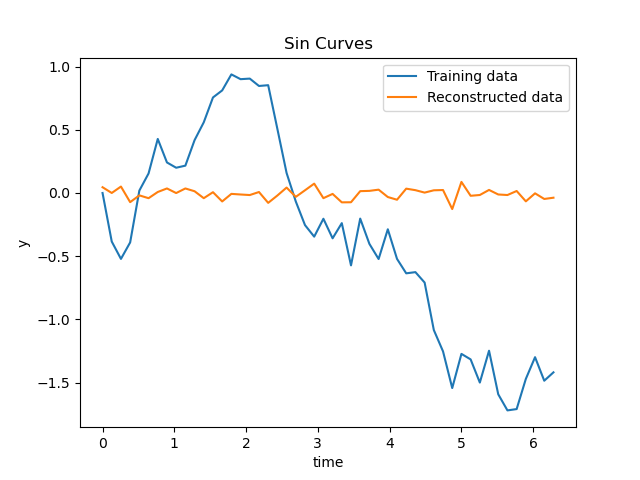 Sin Curves
Training data
Reconstructed data
1.0
0.5
0.0
−0.5
−1.0
−1.5
y
0 1 2 3 4 5 6
time